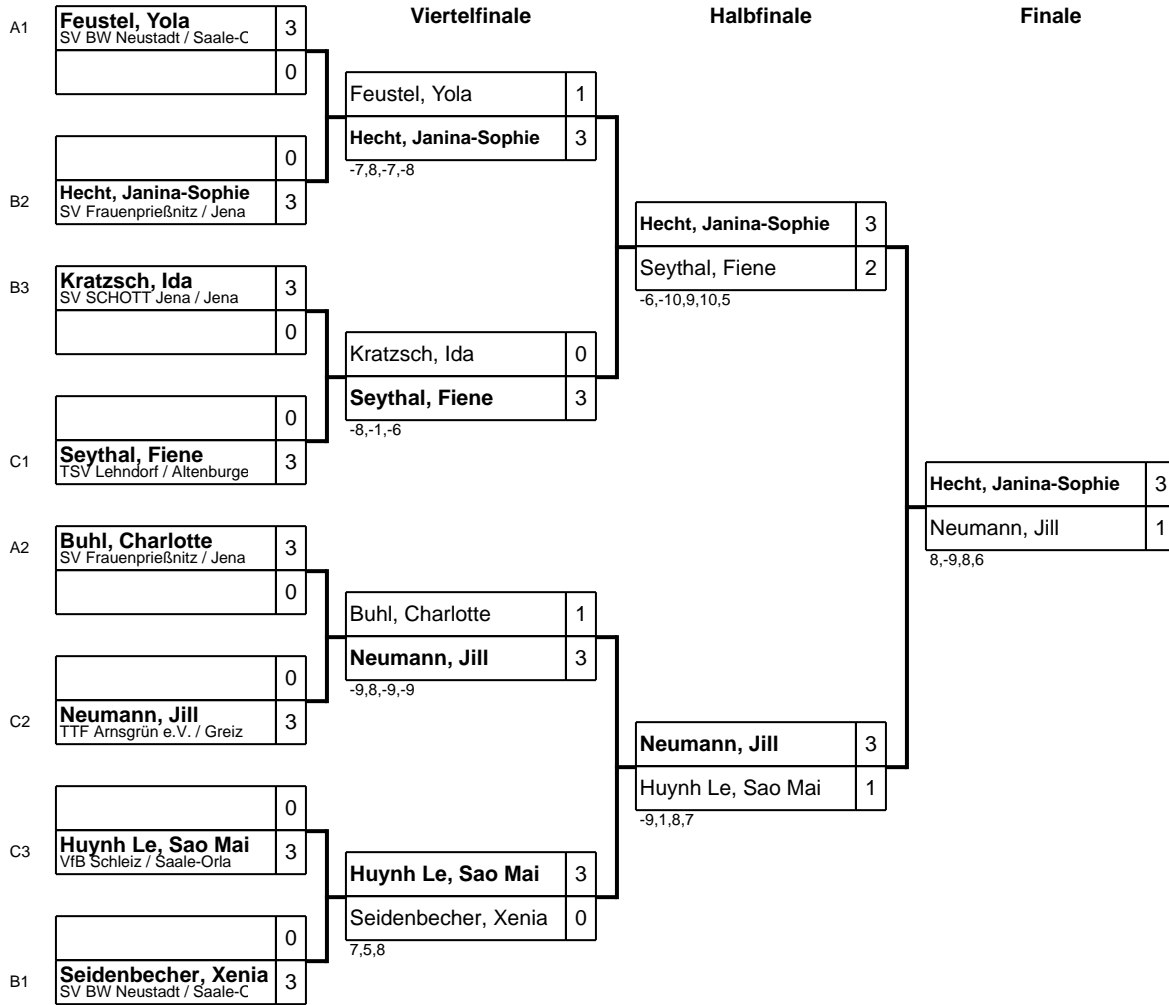 Viertelfinale
Halbfinale
Finale
A1
Feustel, Yola
SV BW Neustadt / Saale-C
3
0
0
B2
Hecht, Janina-Sophie
SV Frauenprießnitz / Jena
3
B3
Kratzsch, Ida
SV SCHOTT Jena / Jena
3
0
0
C1
Seythal, Fiene
TSV Lehndorf / Altenburge
3
A2
Buhl, Charlotte
SV Frauenprießnitz / Jena
3
0
0
C2
Neumann, Jill
TTF Arnsgrün e.V. / Greiz
3
0
C3
Huynh Le, Sao Mai
VfB Schleiz / Saale-Orla
3
0
B1
Seidenbecher, Xenia
SV BW Neustadt / Saale-C
3
Feustel, Yola 1
Hecht, Janina-Sophie 3
-7,8,-7,-8
Kratzsch, Ida 0
Seythal, Fiene 3
-8,-1,-6
Buhl, Charlotte 1
Neumann, Jill 3
-9,8,-9,-9
Huynh Le, Sao Mai 3
Seidenbecher, Xenia 0
7,5,8
Hecht, Janina-Sophie 3
Seythal, Fiene 2
-6,-10,9,10,5
Neumann, Jill 3
Huynh Le, Sao Mai 1
-9,1,8,7
Hecht, Janina-Sophie 3
Neumann, Jill 1
8,-9,8,6